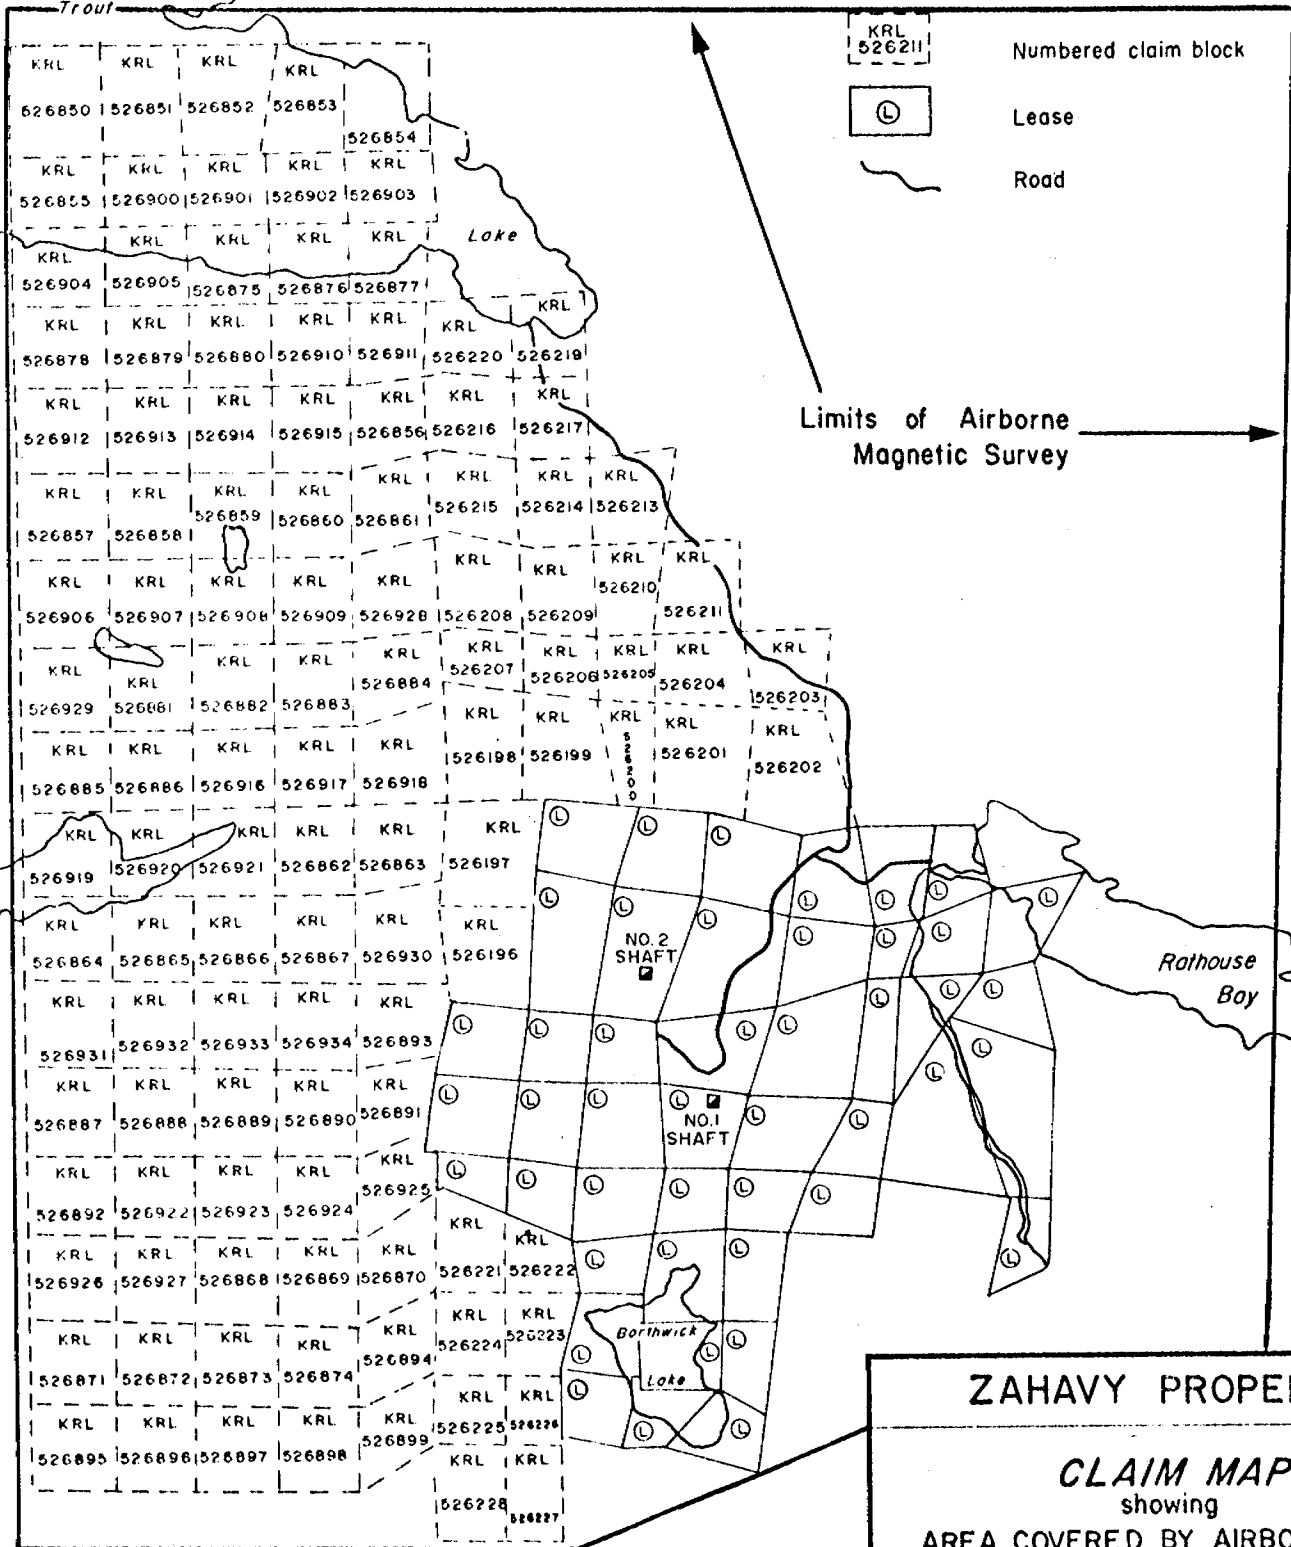 Trout
KRL
526211
Numbered claim block
L
Lease
Road
KRL KRL KRL KRL
526850 526851 526852 526853
526854
KRL KRL KRL KRL KRL
526855 526900 526901 526902 526903
Lake
KRL KRL KRL KRL KRL
526904 526905 526875 526876 526877
KRL KRL KRL KRL KRL KRL KRL
526878 526879 526880 526910 526911 526220 526219
Limits of Airborne
Magnetic Survey
KRL KRL KRL KRL KRL KRL KRL
526912 526913 526914 526915 526856 526216 526217
KRL KRL KRL KRL KRL KRL KRL KRL
526857 526858 526859 526860 526861 526215 526214 526213
KRL KRL KRL KRL KRL KRL KRL KRL KRL
526906 526907 526908 526909 526928 526208 526209 526210 526211
KRL KRL KRL KRL KRL KRL KRL KRL KRL KRL
526929 526881 526882 526883 526884 526207 526206 526205 526204 526203
KRL KRL KRL KRL KRL KRL KRL KRL KRL KRL
526885 526886 526916 526917 526918 526198 526199 526200 526201 526202
KRL KRL KRL KRL KRL KRL
526919 526920 526921 526862 526863 526197
L L L
L L L L L L L
L L L
KRL KRL KRL KRL KRL KRL
526864 526865 526866 526867 526930 526196
NO. 2
SHAFT
Rathouse
Bay
L L L
KRL KRL KRL KRL KRL
526931 526932 526933 526934 526893
L L L L L
L L
KRL KRL KRL KRL KRL
526887 526888 526889 526890 526891
L L L L L L
NO. 1
SHAFT
KRL KRL KRL KRL KRL
526892 526922 526923 526924 526925
L L L L L L
KRL KRL KRL KRL KRL KRL KRL
526926 526927 526868 526869 526870 526221 526222
L L L L
KRL KRL KRL KRL KRL KRL KRL
526871 526872 526873 526874 526894 526224 526223
Borthwick
Lake
L L L
L
KRL KRL KRL KRL KRL KRL KRL
526895 526896 526897 526898 526899 526225 526226
L L
KRL KRL
526228 526227
ZAHAVY PROPE
CLAIM MAP
showing
AREA COVERED BY AIRBO